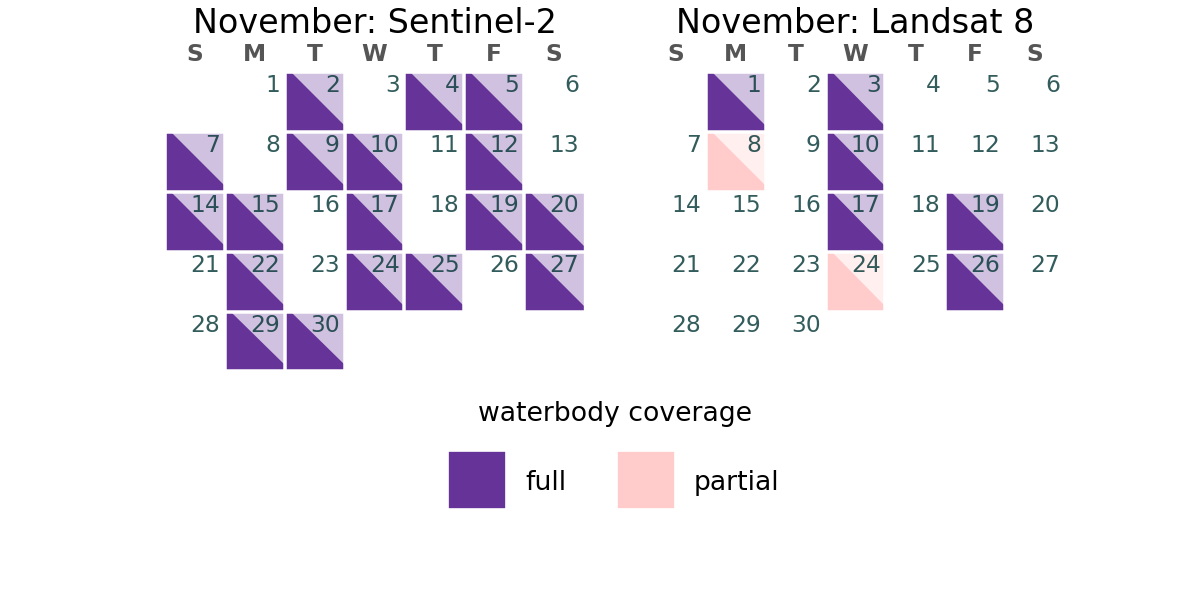 November: Sentinel-2
S M T W T F S
1 2 3 4 5 6
7 8 9 10 11 12 13
14 15 16 17 18 19 20
21 22 23 24 25 26 27
28 29 30
November: Landsat 8
S M T W T F S
1 2 3 4 5 6
7 8 9 10 11 12 13
14 15 16 17 18 19 20
21 22 23 24 25 26 27
28 29 30
waterbody coverage
full
partial